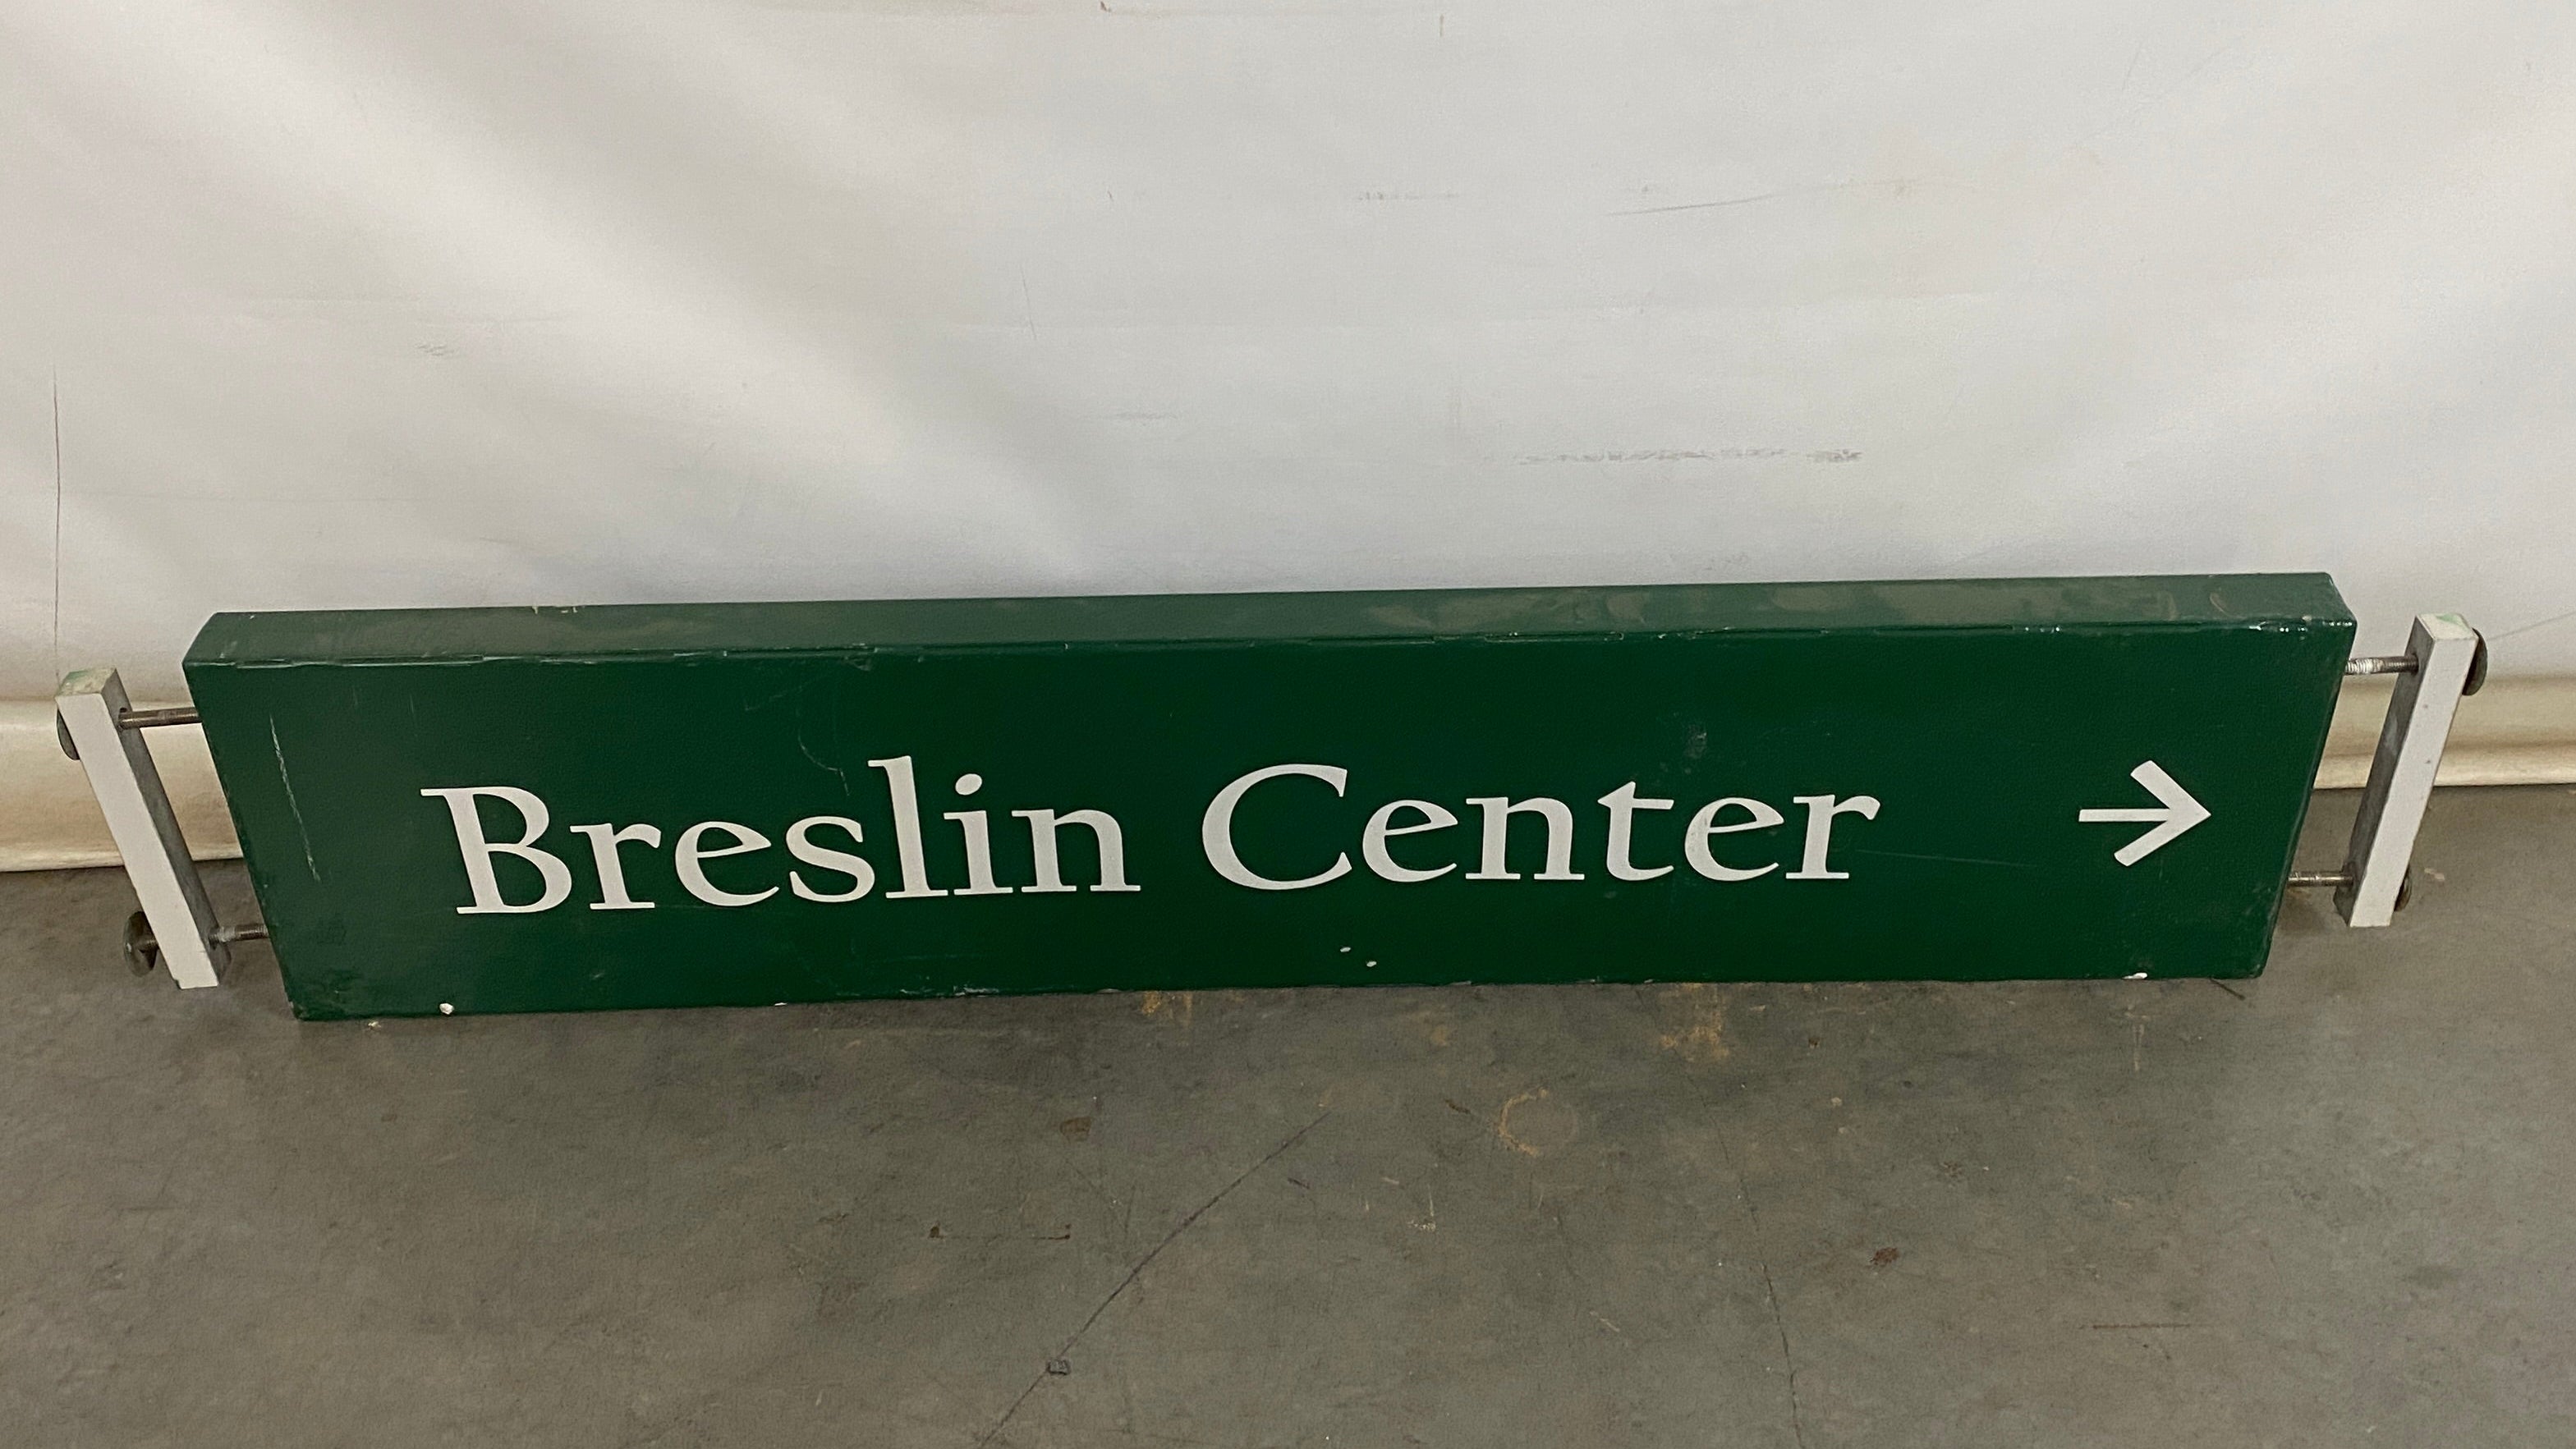 Breslin Center →